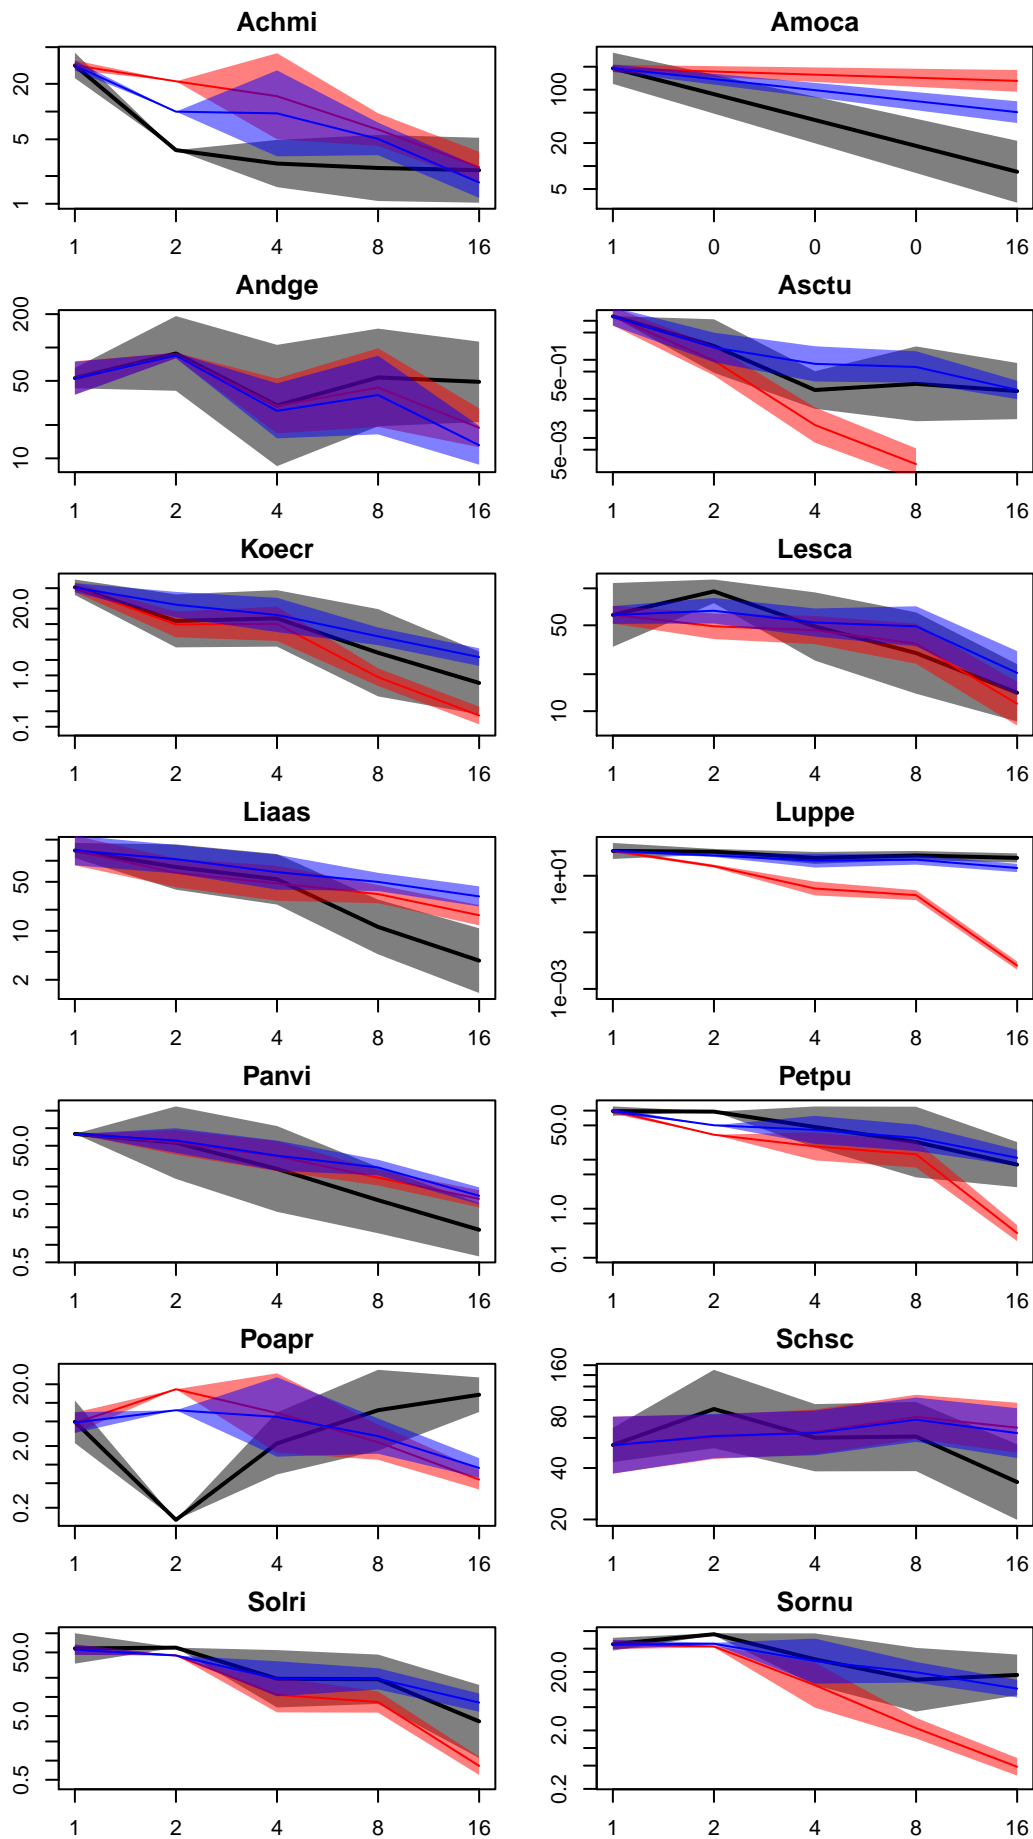 Achmi
20
5
1
1 2 4 8 16
Amoca
100
20
5
1 0 0 0 16
Andge
200
50
10
1 2 4 8 16
Asctu
5e−01
5e−03
1 2 4 8 16
Koecr
20.0
1.0
0.1
1 2 4 8 16
Lesca
50
10
1 2 4 8 16
Liaas
50
10
2
1 2 4 8 16
Luppe
1e+01
1e−03
1 2 4 8 16
Panvi
50.0
5.0
0.5
1 2 4 8 16
Petpu
50.0
1.0
0.1
1 2 4 8 16
Poapr
20.0
2.0
0.2
1 2 4 8 16
Schsc
160
80
40
20
1 2 4 8 16
Solri
50.0
5.0
0.5
1 2 4 8 16
Sornu
20.0
2.0
0.2
1 2 4 8 16